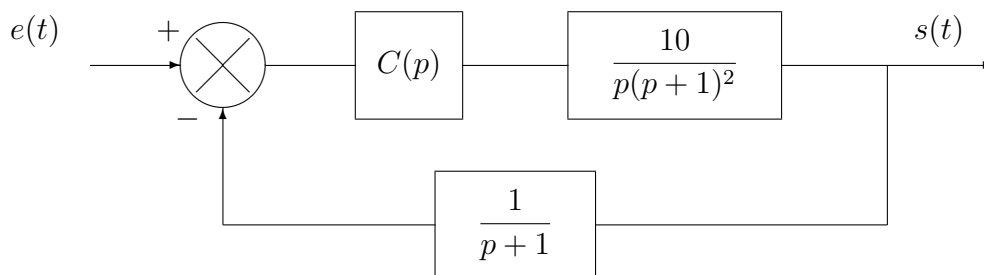 e(t)
+
−
C(p)
10
p(p + 1)²
s(t)
1
p + 1